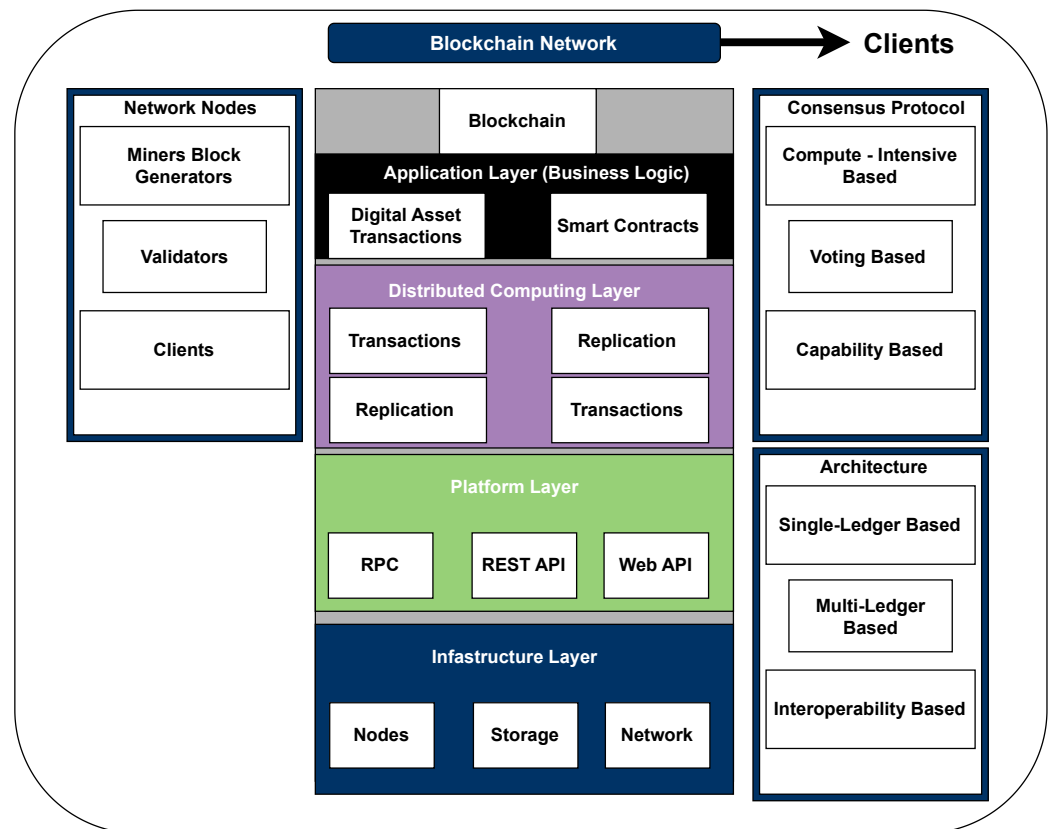 Blockchain Network
Clients
Network Nodes
Miners Block
Generators
Validators
Clients
Blockchain
Application Layer (Business Logic)
Digital Asset
Transactions
Smart Contracts
Distributed Computing Layer
Transactions
Replication
Replication
Transactions
Platform Layer
RPC
REST API
Web API
Infastructure Layer
Nodes
Storage
Network
Consensus Protocol
Compute - Intensive
Based
Voting Based
Capability Based
Architecture
Single-Ledger Based
Multi-Ledger
Based
Interoperability Based